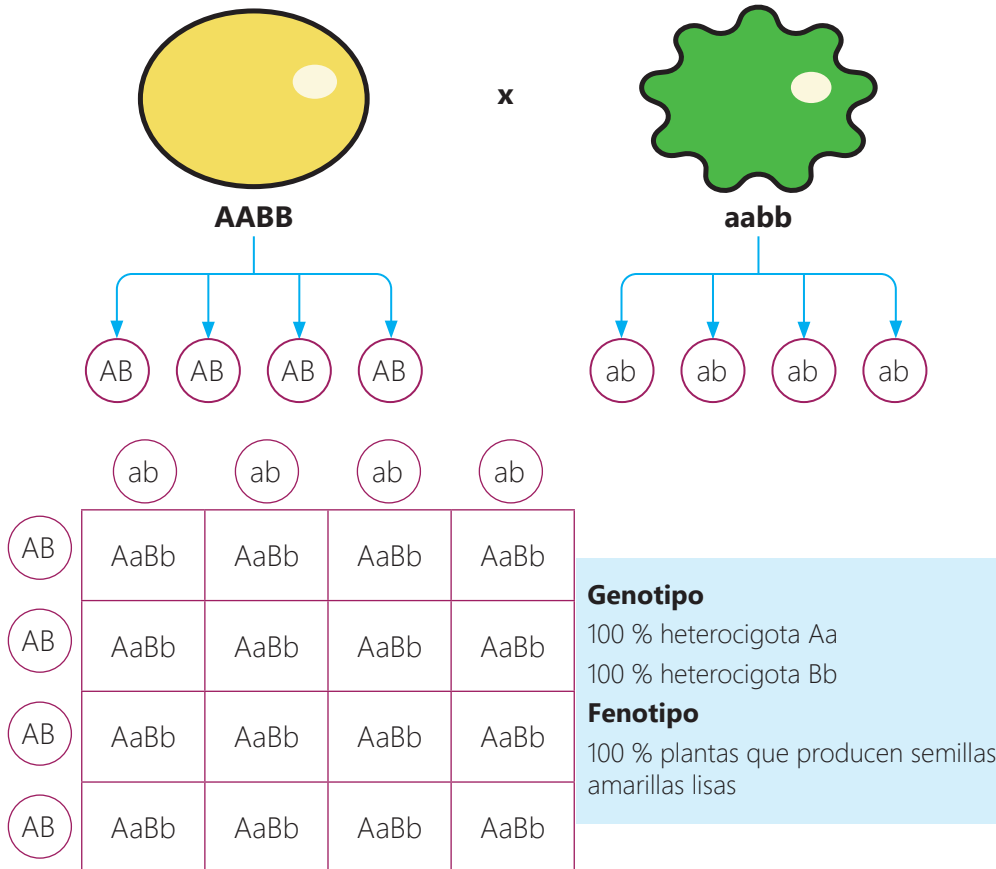 x
AABB aabb
AB AB AB AB ab ab ab ab
ab ab ab ab
AB AaBb AaBb AaBb AaBb
AB AaBb AaBb AaBb AaBb
AB AaBb AaBb AaBb AaBb
AB AaBb AaBb AaBb AaBb
Genotipo
100 % heterocigota Aa
100 % heterocigota Bb
Fenotipo
100 % plantas que producen semillas
amarillas lisas